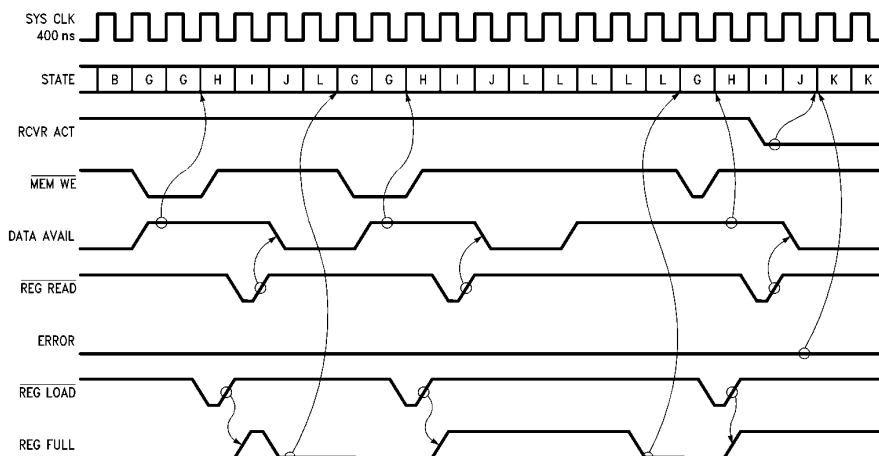 SYS CLK
400 ns
STATE B G G H I J L G G H I J L L L L L G H I J K K
RCVR ACT
MEM WE
DATA AVAIL
REG READ
ERROR
REG LOAD
REG FULL